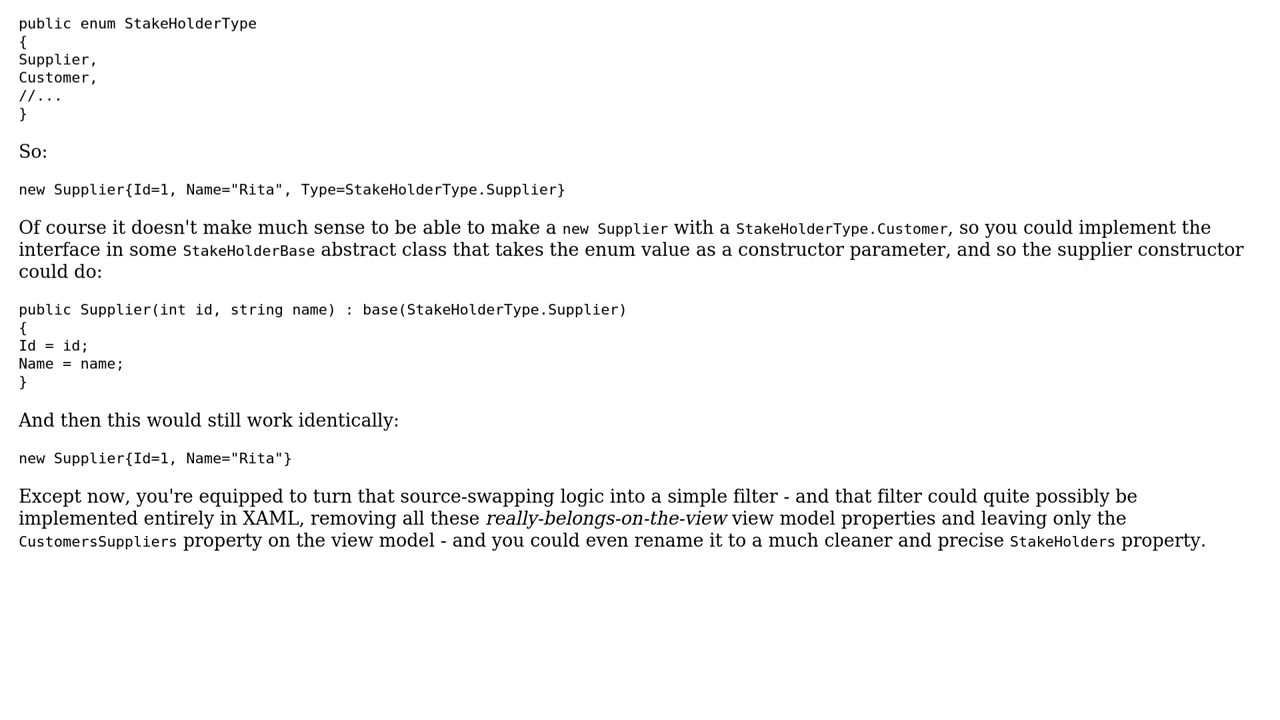 public enum StakeHolderType
{
Supplier,
Customer,
//...
}
So:
new Supplier{Id=1, Name="Rita", Type=StakeHolderType.Supplier}
Of course it doesn't make much sense to be able to make a new Supplier with a StakeHolderType.Customer, so you could implement the
interface in some StakeHolderBase abstract class that takes the enum value as a constructor parameter, and so the supplier constructor
could do:
public Supplier(int id, string name) : base(StakeHolderType.Supplier)
{
Id = id;
Name = name;
}
And then this would still work identically:
new Supplier{Id=1, Name="Rita"}
Except now, you're equipped to turn that source-swapping logic into a simple filter - and that filter could quite possibly be
implemented entirely in XAML, removing all these really-belongs-on-the-view view model properties and leaving only the
CustomersSuppliers property on the view model - and you could even rename it to a much cleaner and precise StakeHolders property.